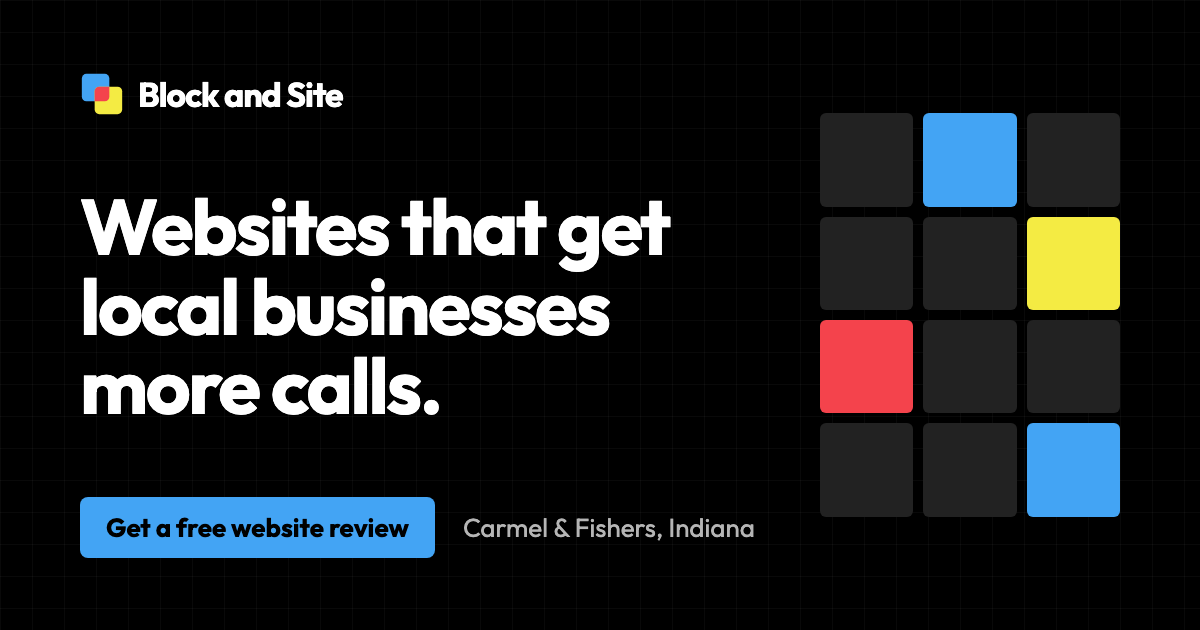 Block and Site
Websites that get
local businesses
more calls.
Get a free website review
Carmel & Fishers, Indiana